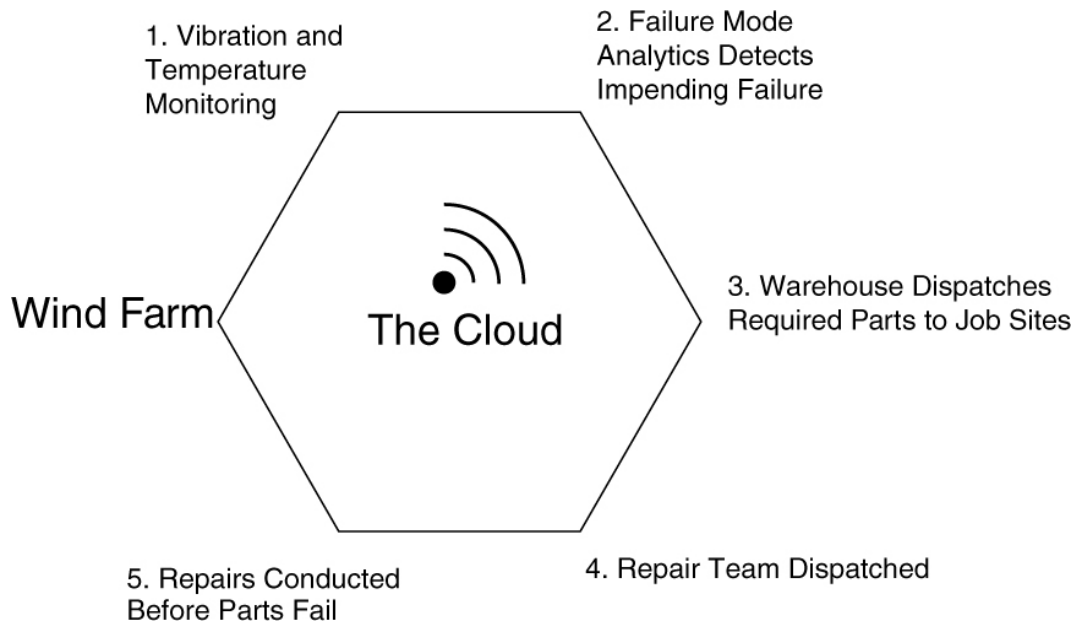 1. Vibration and
Temperature
Monitoring
2. Failure Mode
Analytics Detects
Impending Failure
Wind Farm
The Cloud
3. Warehouse Dispatches
Required Parts to Job Sites
4. Repair Team Dispatched
5. Repairs Conducted
Before Parts Fail